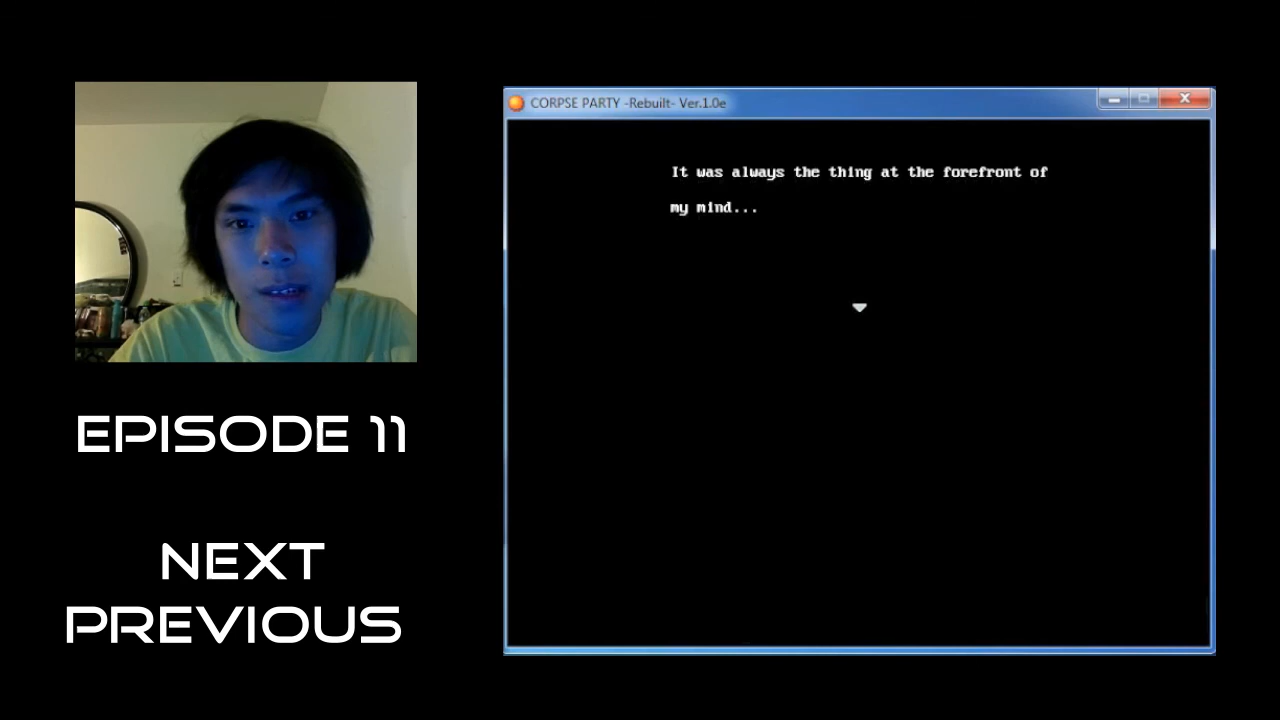 CORPSE PARTY -Rebuilt- Ver.1.0e
It was always the thing at the forefront of
my mind...
EPISODE 11
NEXT
PREVIOUS